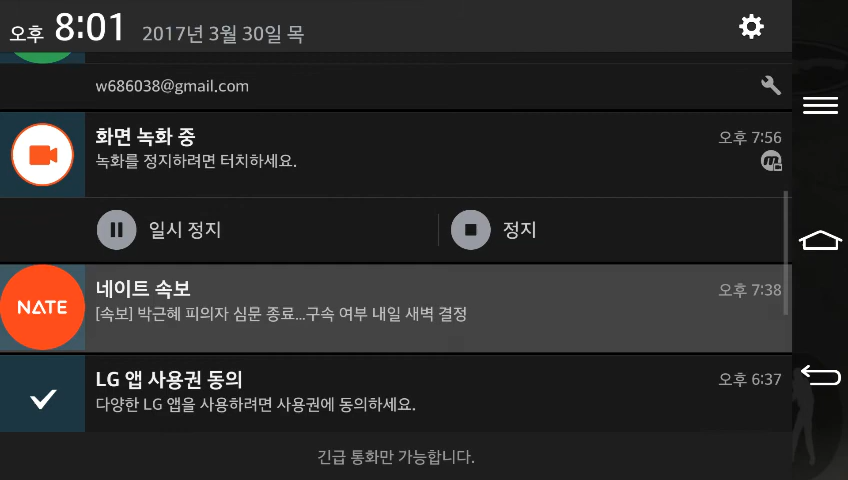 오후 8:01 2017년 3월 30일 목
w686038@gmail.com
화면 녹화 중
오후 7:56
녹화를 정지하려면 터치하세요.
일시 정지
정지
NATE
네이트 속보
오후 7:38
[속보] 박근혜 피의자 심문 종료...구속 여부 내일 새벽 결정
LG 앱 사용권 동의
오후 6:37
다양한 LG 앱을 사용하려면 사용권에 동의하세요.
긴급 통화만 가능합니다.